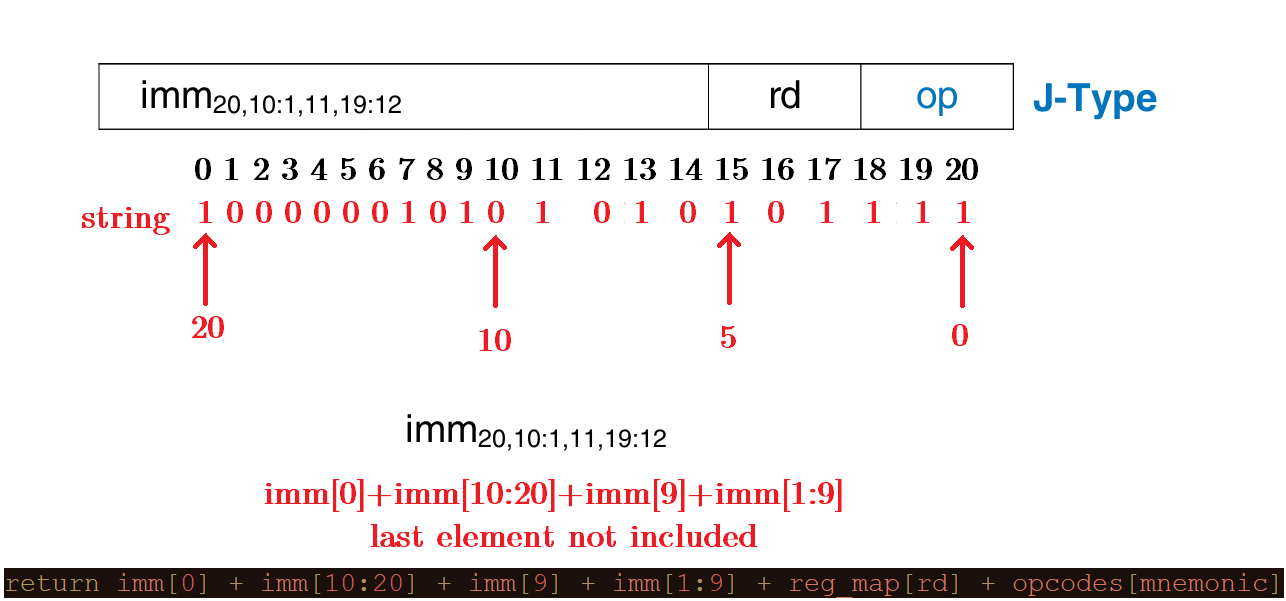 imm20,10:1,11,19:12 rd op J-Type
0 1 2 3 4 5 6 7 8 9 10 11 12 13 14 15 16 17 18 19 20
string 1 0 0 0 0 0 0 1 0 1 0 1 0 1 0 1 0 1 1 1 1
20 10 5 0
imm20,10:1,11,19:12
imm[0]+imm[10:20]+imm[9]+imm[1:9]
last element not included
return imm[0] + imm[10:20] + imm[9] + imm[1:9] + reg_map[rd] + opcodes[mnemonic]